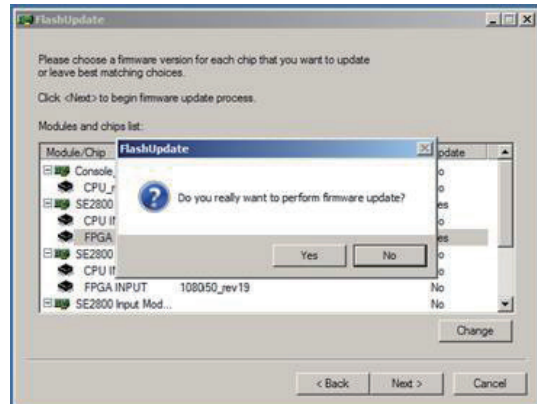 FlashUpdate
Please choose a firmware version for each chip that you want to update
or leave best matching choices.
Click <Next> to begin firmware update process.
Modules and chips list:
Module/Chip
FlashUpdate
Console,
No
SE2800
CPU
FPGA
Do you really want to perform firmware update?
Yes
No
SE2800
CPU
FPGA INPUT 1080i50_rev19 No
SE2800 Input Mod... No
Change
< Back
Next >
Cancel